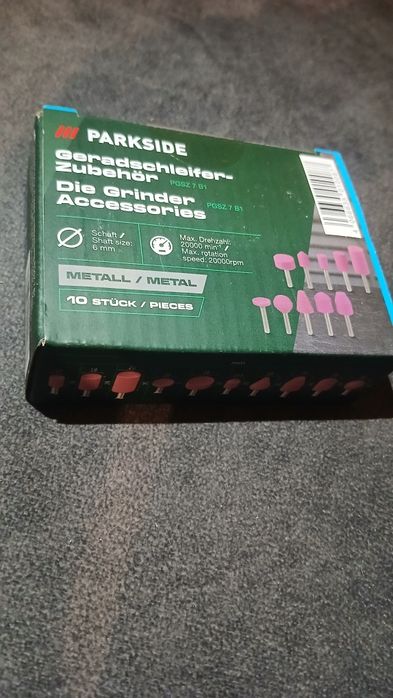 PARKSIDE
Geradschleifer-
Zubehör PGSZ 7 B1
Die Grinder
Accessories PGSZ 7 B1
Schaft /
Shaft size:
6 mm
Max. Drehzahl:
20000 min⁻¹ /
Max. rotation
speed: 20000rpm
METALL / METAL
10 STÜCK / PIECES